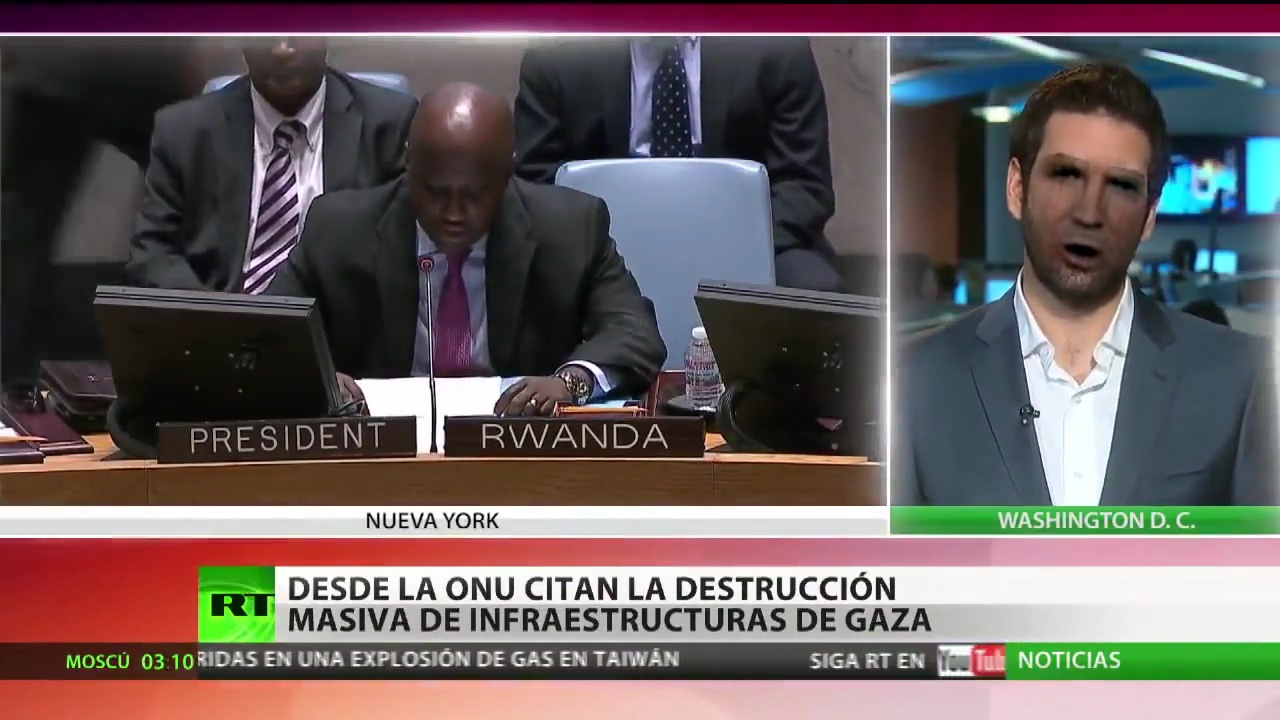 PRESIDENT
RWANDA
NUEVA YORK
WASHINGTON D. C.
RT
DESDE LA ONU CITAN LA DESTRUCCIÓN
MASIVA DE INFRAESTRUCTURAS DE GAZA
MOSCÚ 03:10
RIDAS EN UNA EXPLOSIÓN DE GAS EN TAIWÁN
SIGA RT EN YouTub
NOTICIAS